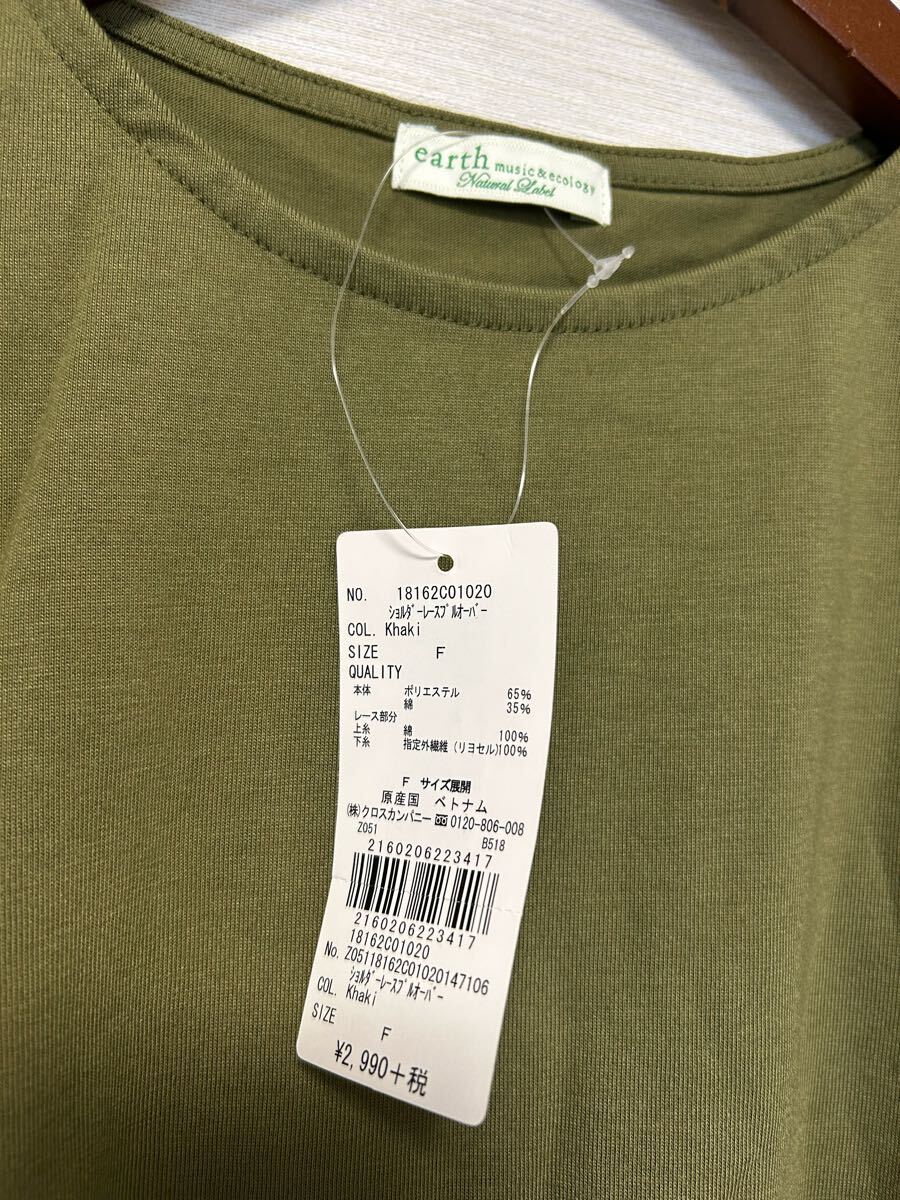 earth music&ecology
Natural Label
NO. 18162C01020
ｼｮﾙﾀﾞｰﾚｰｽﾌﾟﾙｵｰﾊﾞｰ
COL. Khaki
SIZE F
QUALITY
本体 ポリエステル 65%
綿 35%
レース部分
上糸 綿 100%
下糸 指定外繊維（リヨセル)100%
F サイズ展開
原産国 ベトナム
(株)クロスカンパニー ☎0120-806-008
Z051 B518
2160206223417
2160206223417
18162C01020
No. Z05118162C01020147106
ｼｮﾙﾀﾞｰﾚｰｽﾌﾟﾙｵｰﾊﾞｰ
COL. Khaki
SIZE F
¥2,990+税